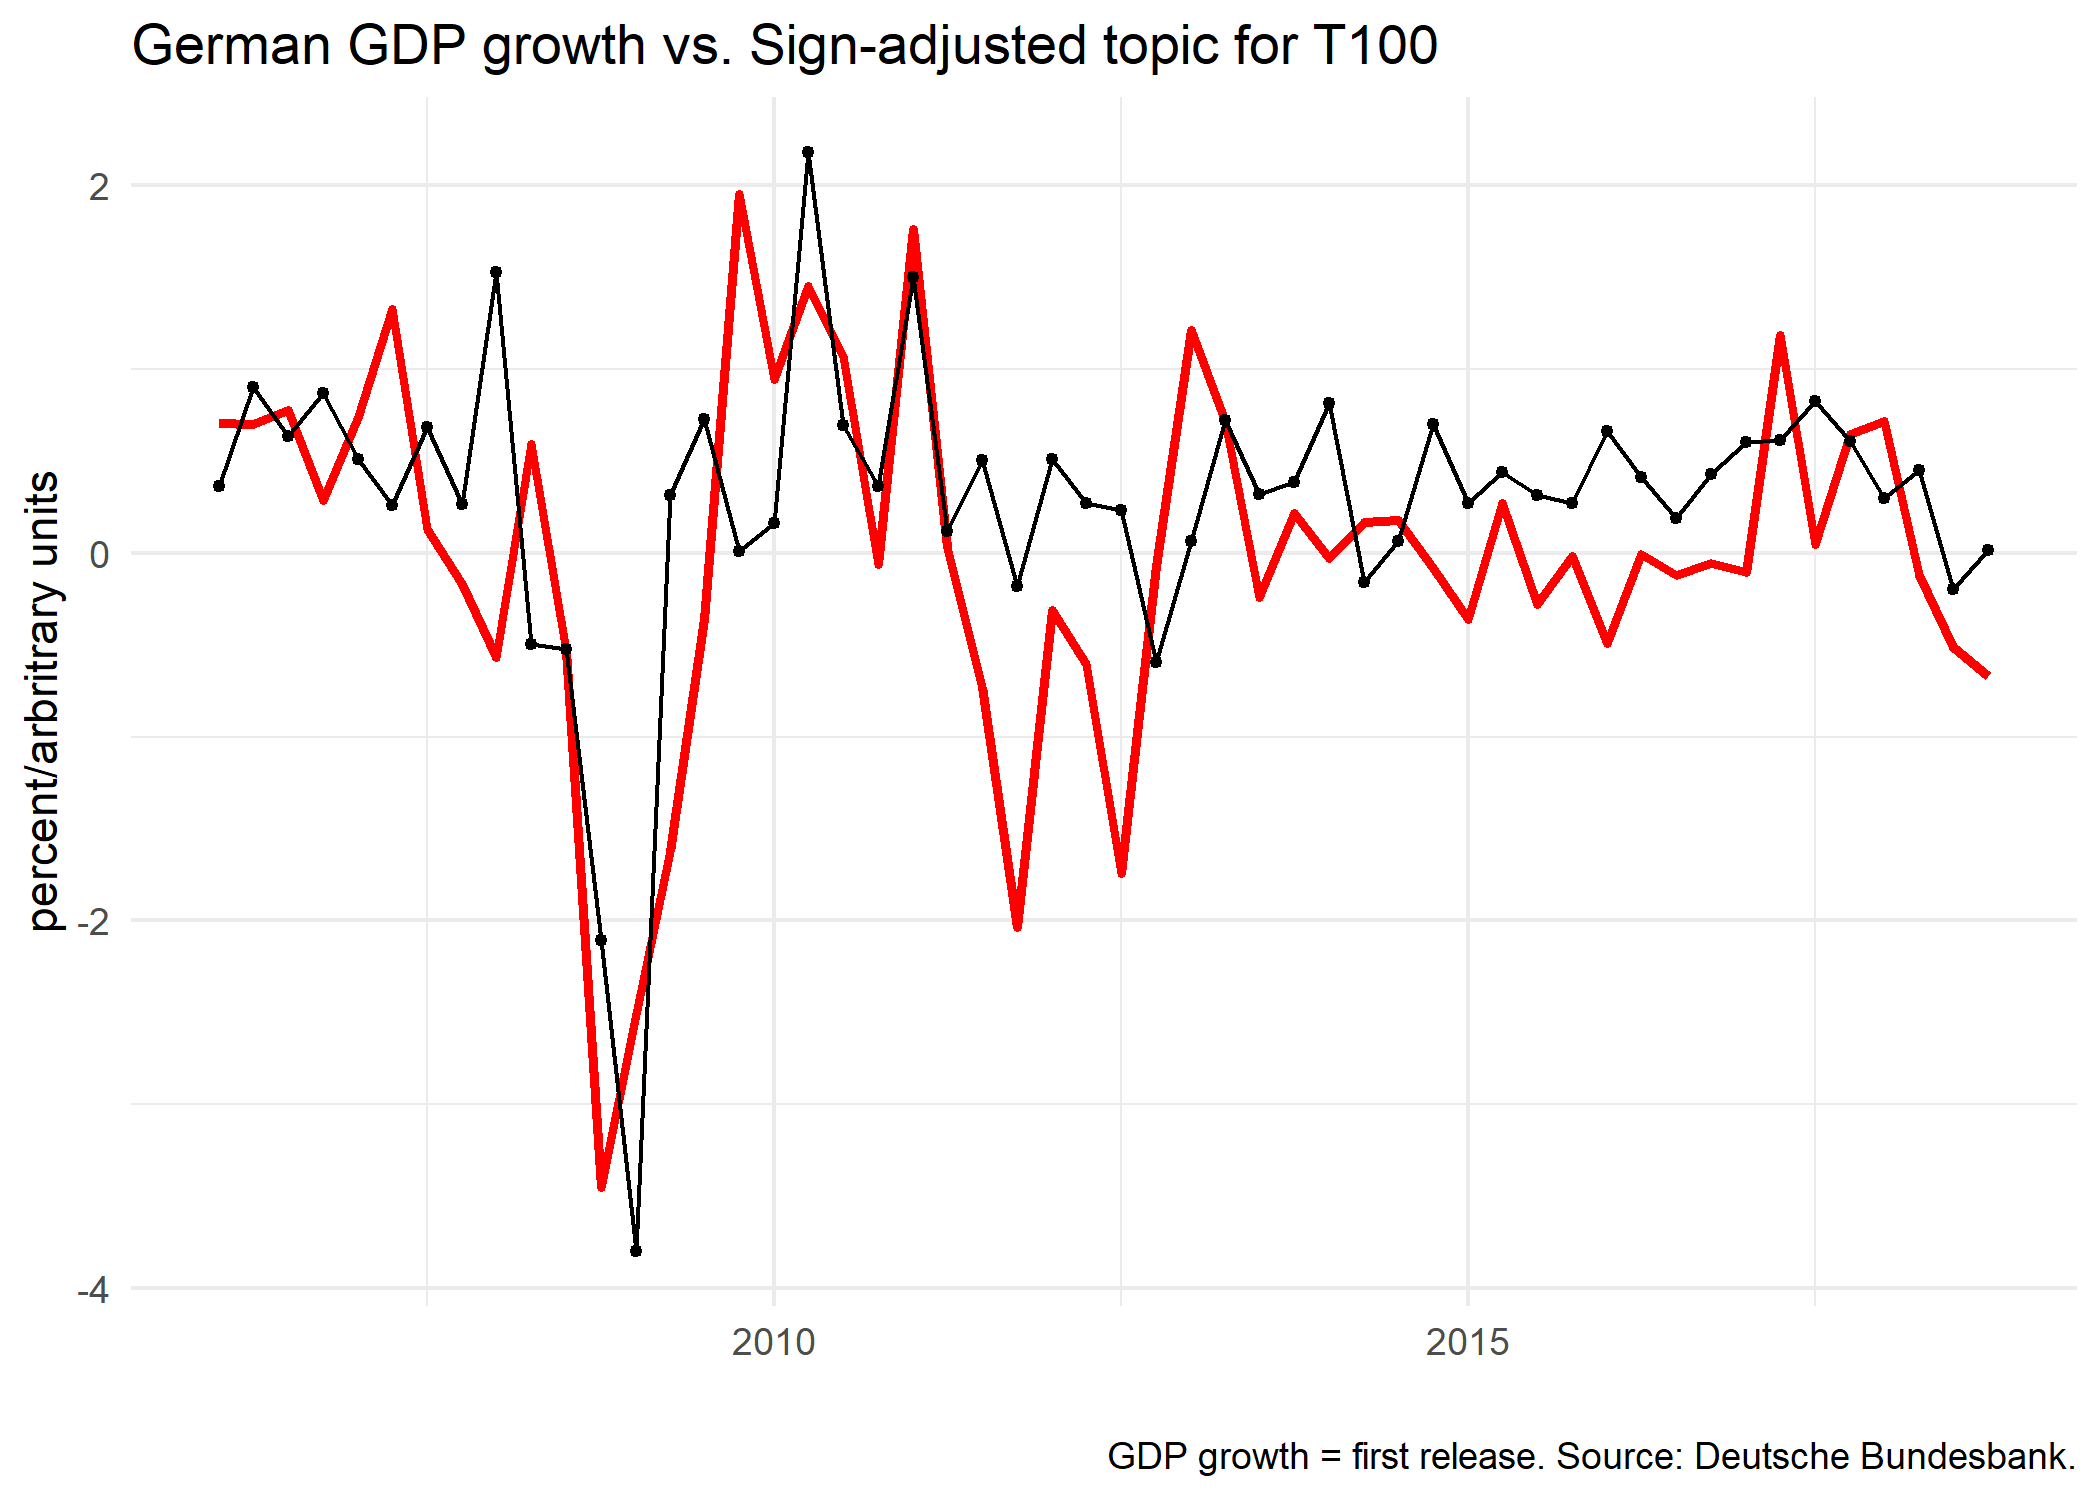 German GDP growth vs. Sign-adjusted topic for T100
percent/arbritrary units
2
0
-2
-4
2010
2015
GDP growth = first release. Source: Deutsche Bundesbank.